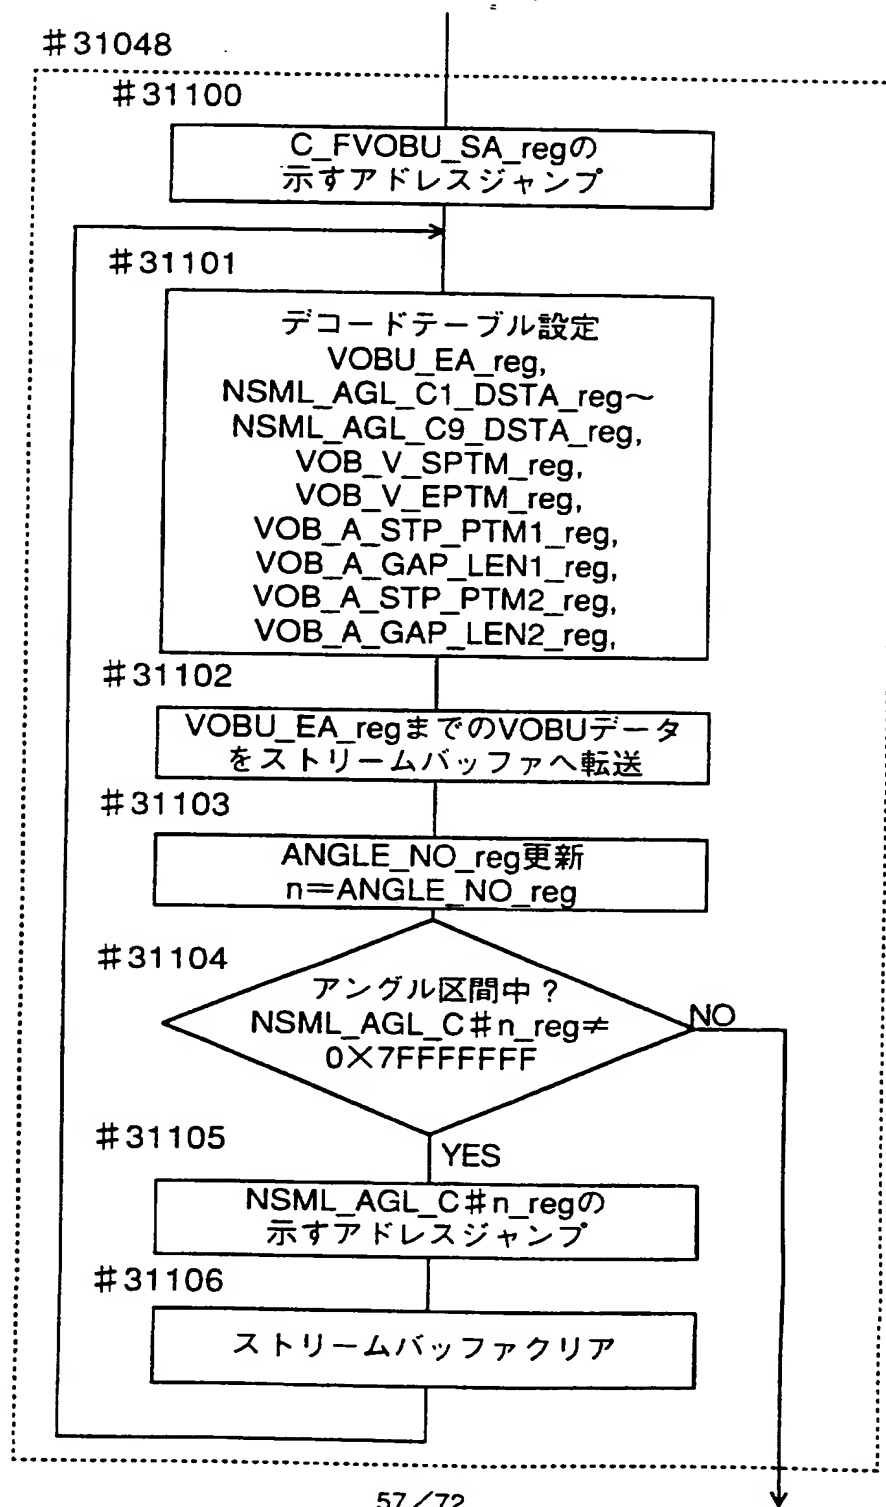 #31048
#31100
C_FVOBU_SA_regの
示すアドレスジャンプ
#31101
デコードテーブル設定
VOBU_EA_reg,
NSML_AGL_C1_DSTA_reg～
NSML_AGL_C9_DSTA_reg,
VOB_V_SPTM_reg,
VOB_V_EPTM_reg,
VOB_A_STP_PTM1_reg,
VOB_A_GAP_LEN1_reg,
VOB_A_STP_PTM2_reg,
VOB_A_GAP_LEN2_reg,
#31102
VOBU_EA_regまでのVOBUデータ
をストリームバッファへ転送
#31103
ANGLE_NO_reg更新
n=ANGLE_NO_reg
#31104
アングル区間中？
NSML_AGL_C#n_reg≠
0×7FFFFFFF
NO
#31105
YES
NSML_AGL_C#n_regの
示すアドレスジャンプ
#31106
ストリームバッファクリア
57/72